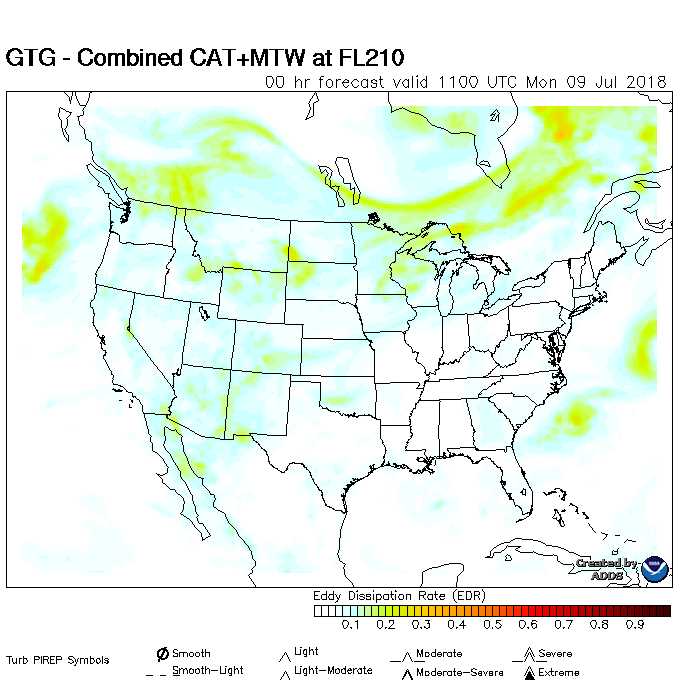 GTG - Combined CAT+MTW at FL210
00 hr forecast valid 1100 UTC Mon 09 Jul 2018
Created by
ADDS
Eddy Dissipation Rate (EDR)
0.1 0.2 0.3 0.4 0.5 0.6 0.7 0.8 0.9
Turb PIREP Symbols
Smooth Light Moderate Severe
Smooth-Light Light-Moderate Moderate-Severe Extreme